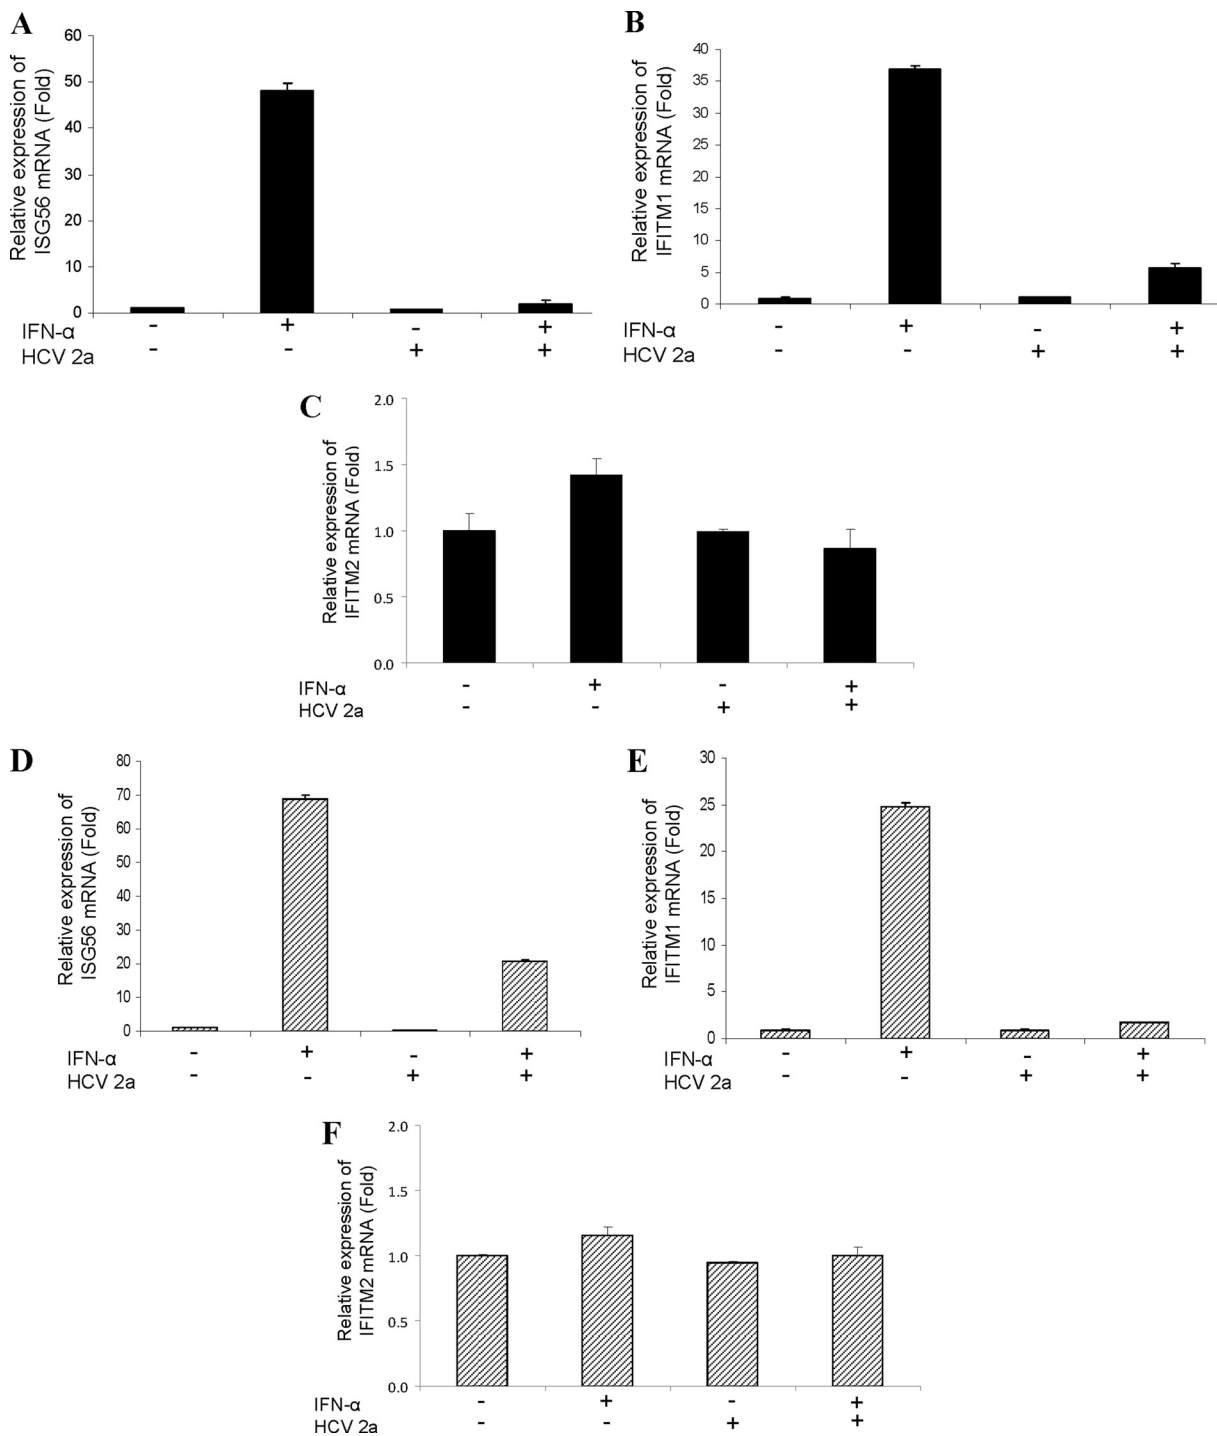 A
Relative expression of
ISG56 mRNA (Fold)
60
50
40
30
20
10
0
IFN-α - + - +
HCV 2a - - + +
B
Relative expression of
IFITM1 mRNA (Fold)
40
35
30
25
20
15
10
5
0
IFN-α - + - +
HCV 2a - - + +
C
Relative expression of
IFITM2 mRNA (Fold)
2.0
1.5
1.0
0.5
0.0
IFN-α - + - +
HCV 2a - - + +
D
Relative expression of
ISG56 mRNA (Fold)
80
70
60
50
40
30
20
10
0
IFN-α - + - +
HCV 2a - - + +
E
Relative expression of
IFITM1 mRNA (Fold)
30
25
20
15
10
5
0
IFN-α - + - +
HCV 2a - - + +
F
Relative expression of
IFITM2 mRNA (Fold)
2.0
1.5
1.0
0.5
0.0
IFN-α - + - +
HCV 2a - - + +